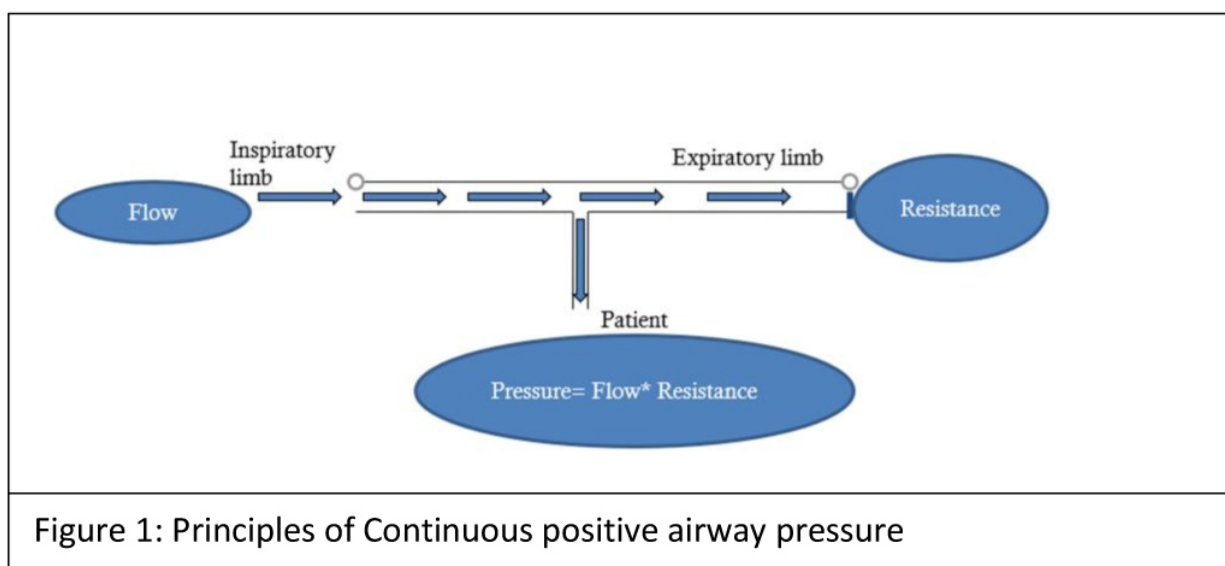 Inspiratory
limb
Expiratory limb
Flow
Resistance
Patient
Pressure= Flow* Resistance
Figure 1: Principles of Continuous positive airway pressure